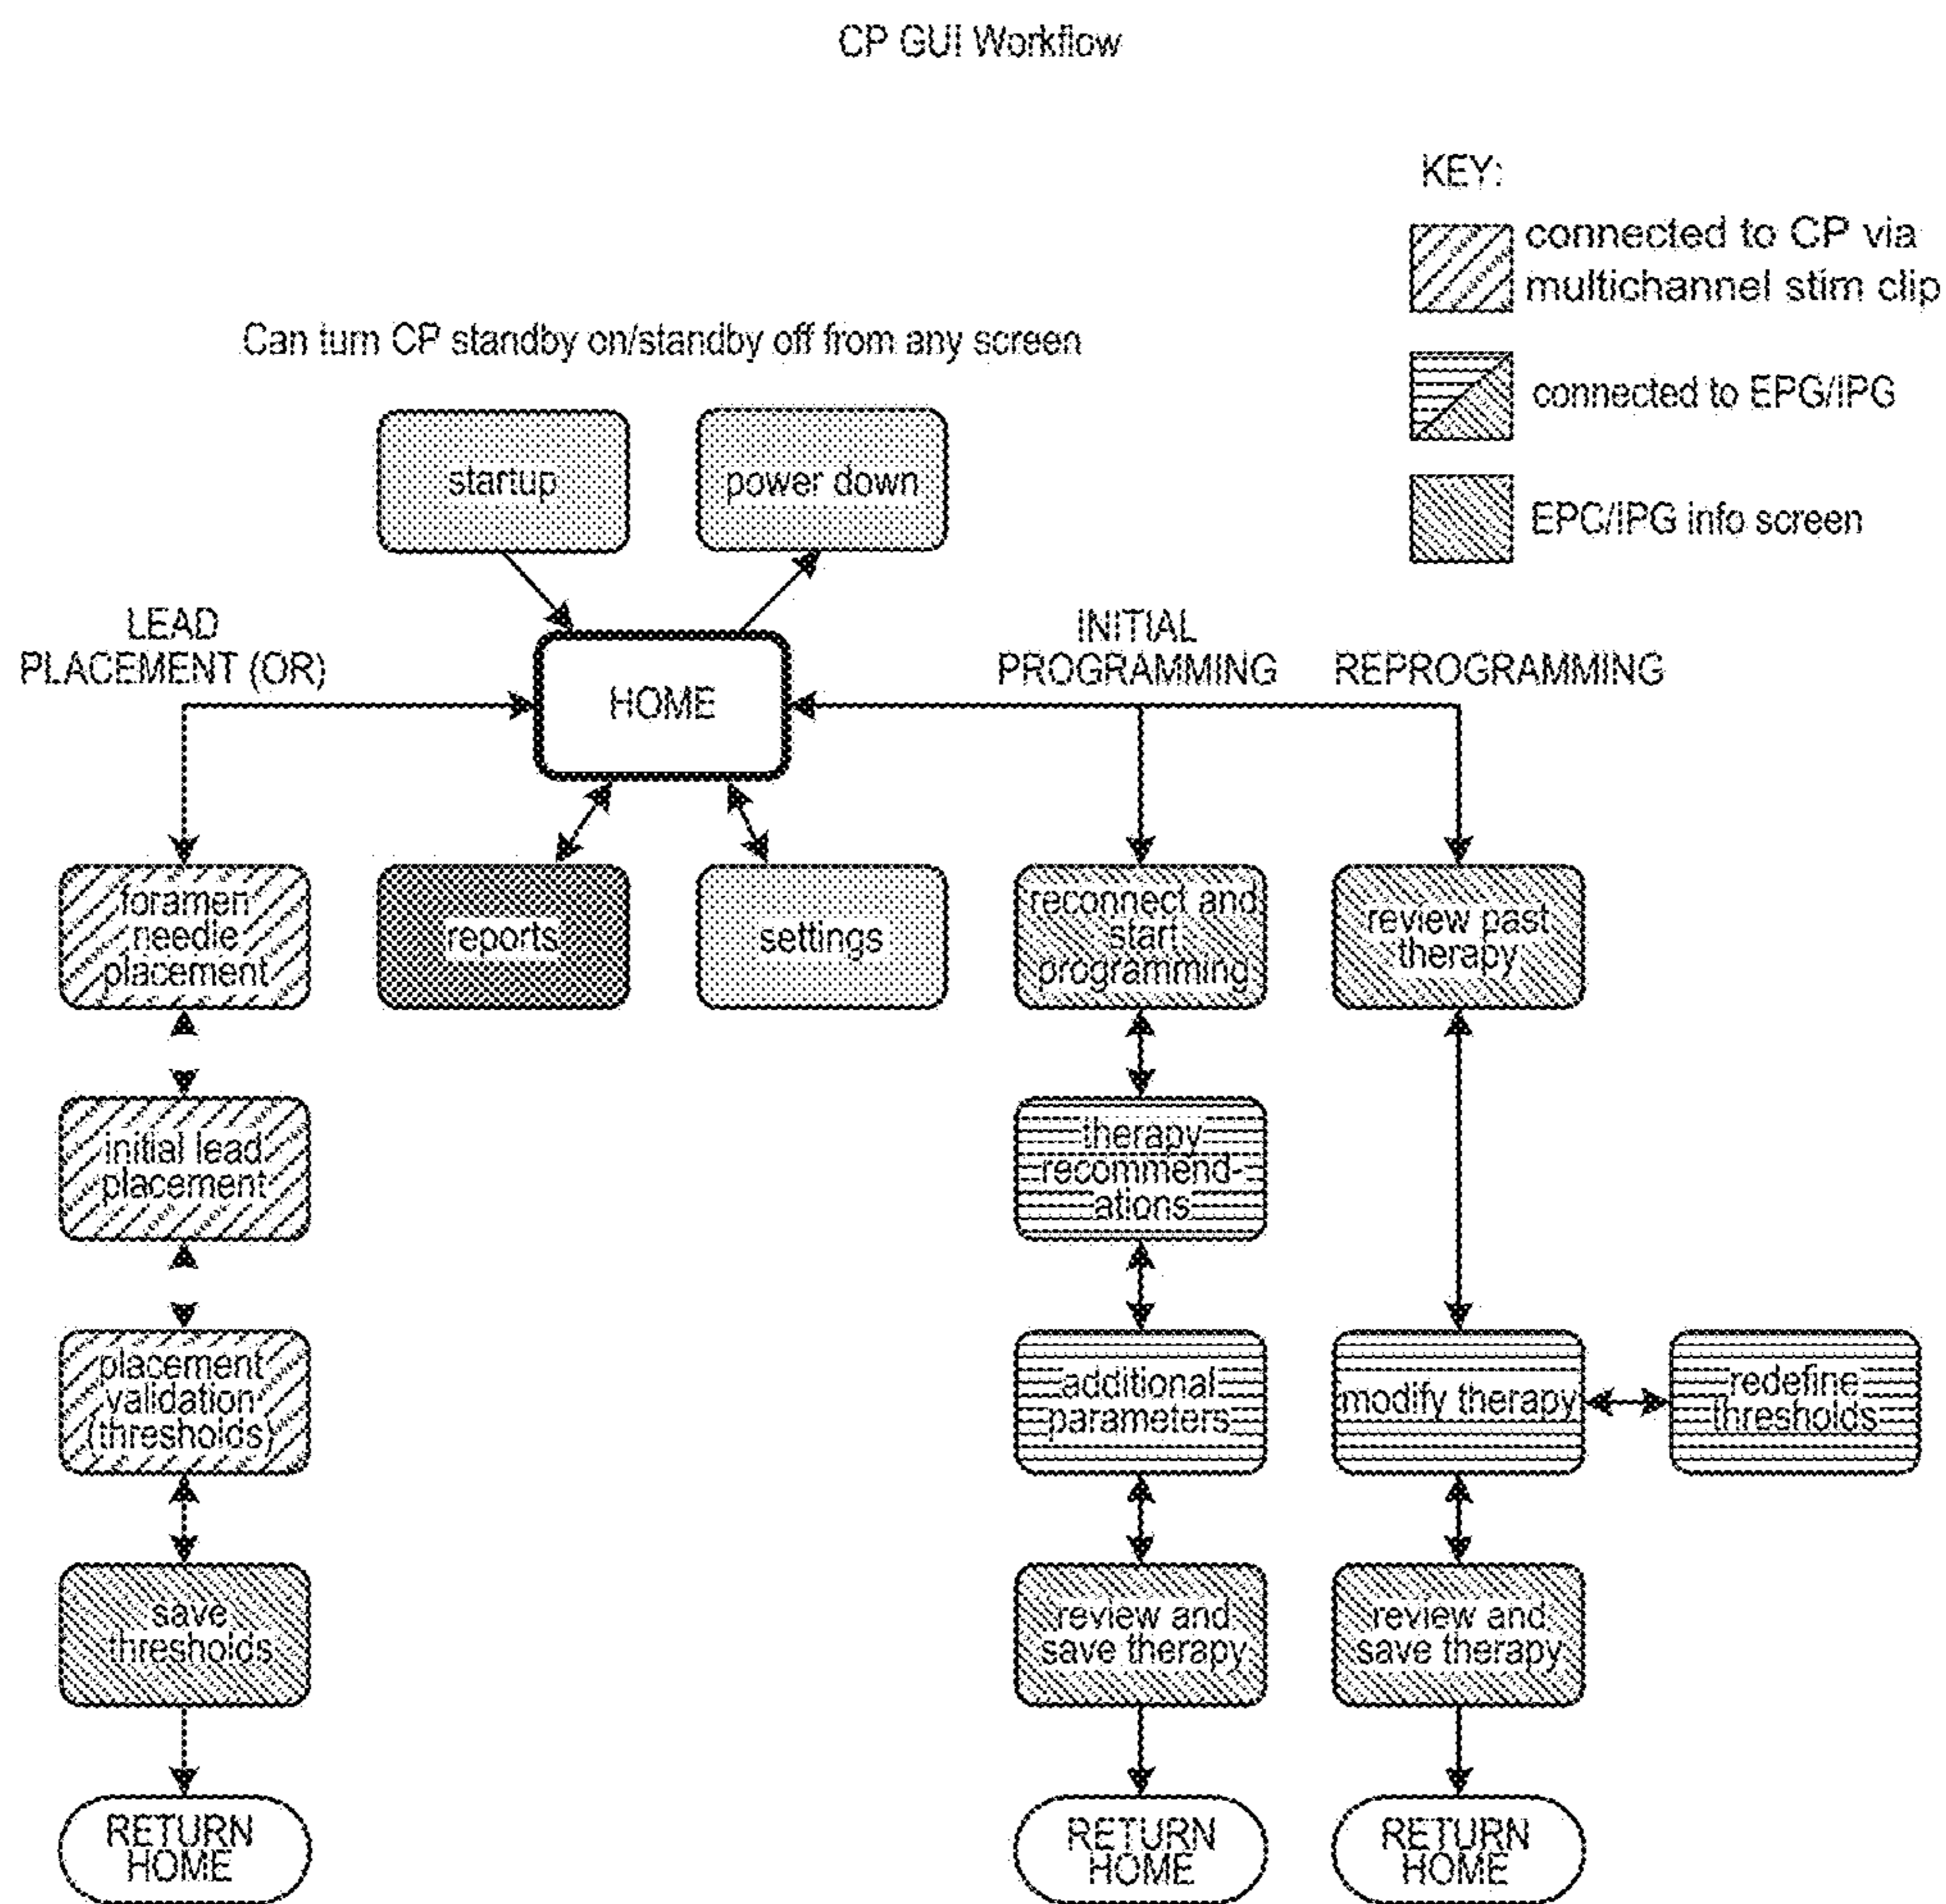 CP GUI Workflow
KEY:
connected to CP via
multichannel stim clip
connected to EPG/IPG
EPC/IPG info screen
Can turn CP standby on/standby off from any screen
startup
power down
LEAD
PLACEMENT (OR)
HOME
INITIAL
PROGRAMMING
REPROGRAMMING
foramen
needle
placement
reports
settings
reconnect and
start
programming
review past
therapy
initial lead
placement
therapy
recommend-
ations
placement
validation
(thresholds)
additional
parameters
modify therapy
redefine
thresholds
save
thresholds
review and
save therapy
review and
save therapy
RETURN
HOME
RETURN
HOME
RETURN
HOME